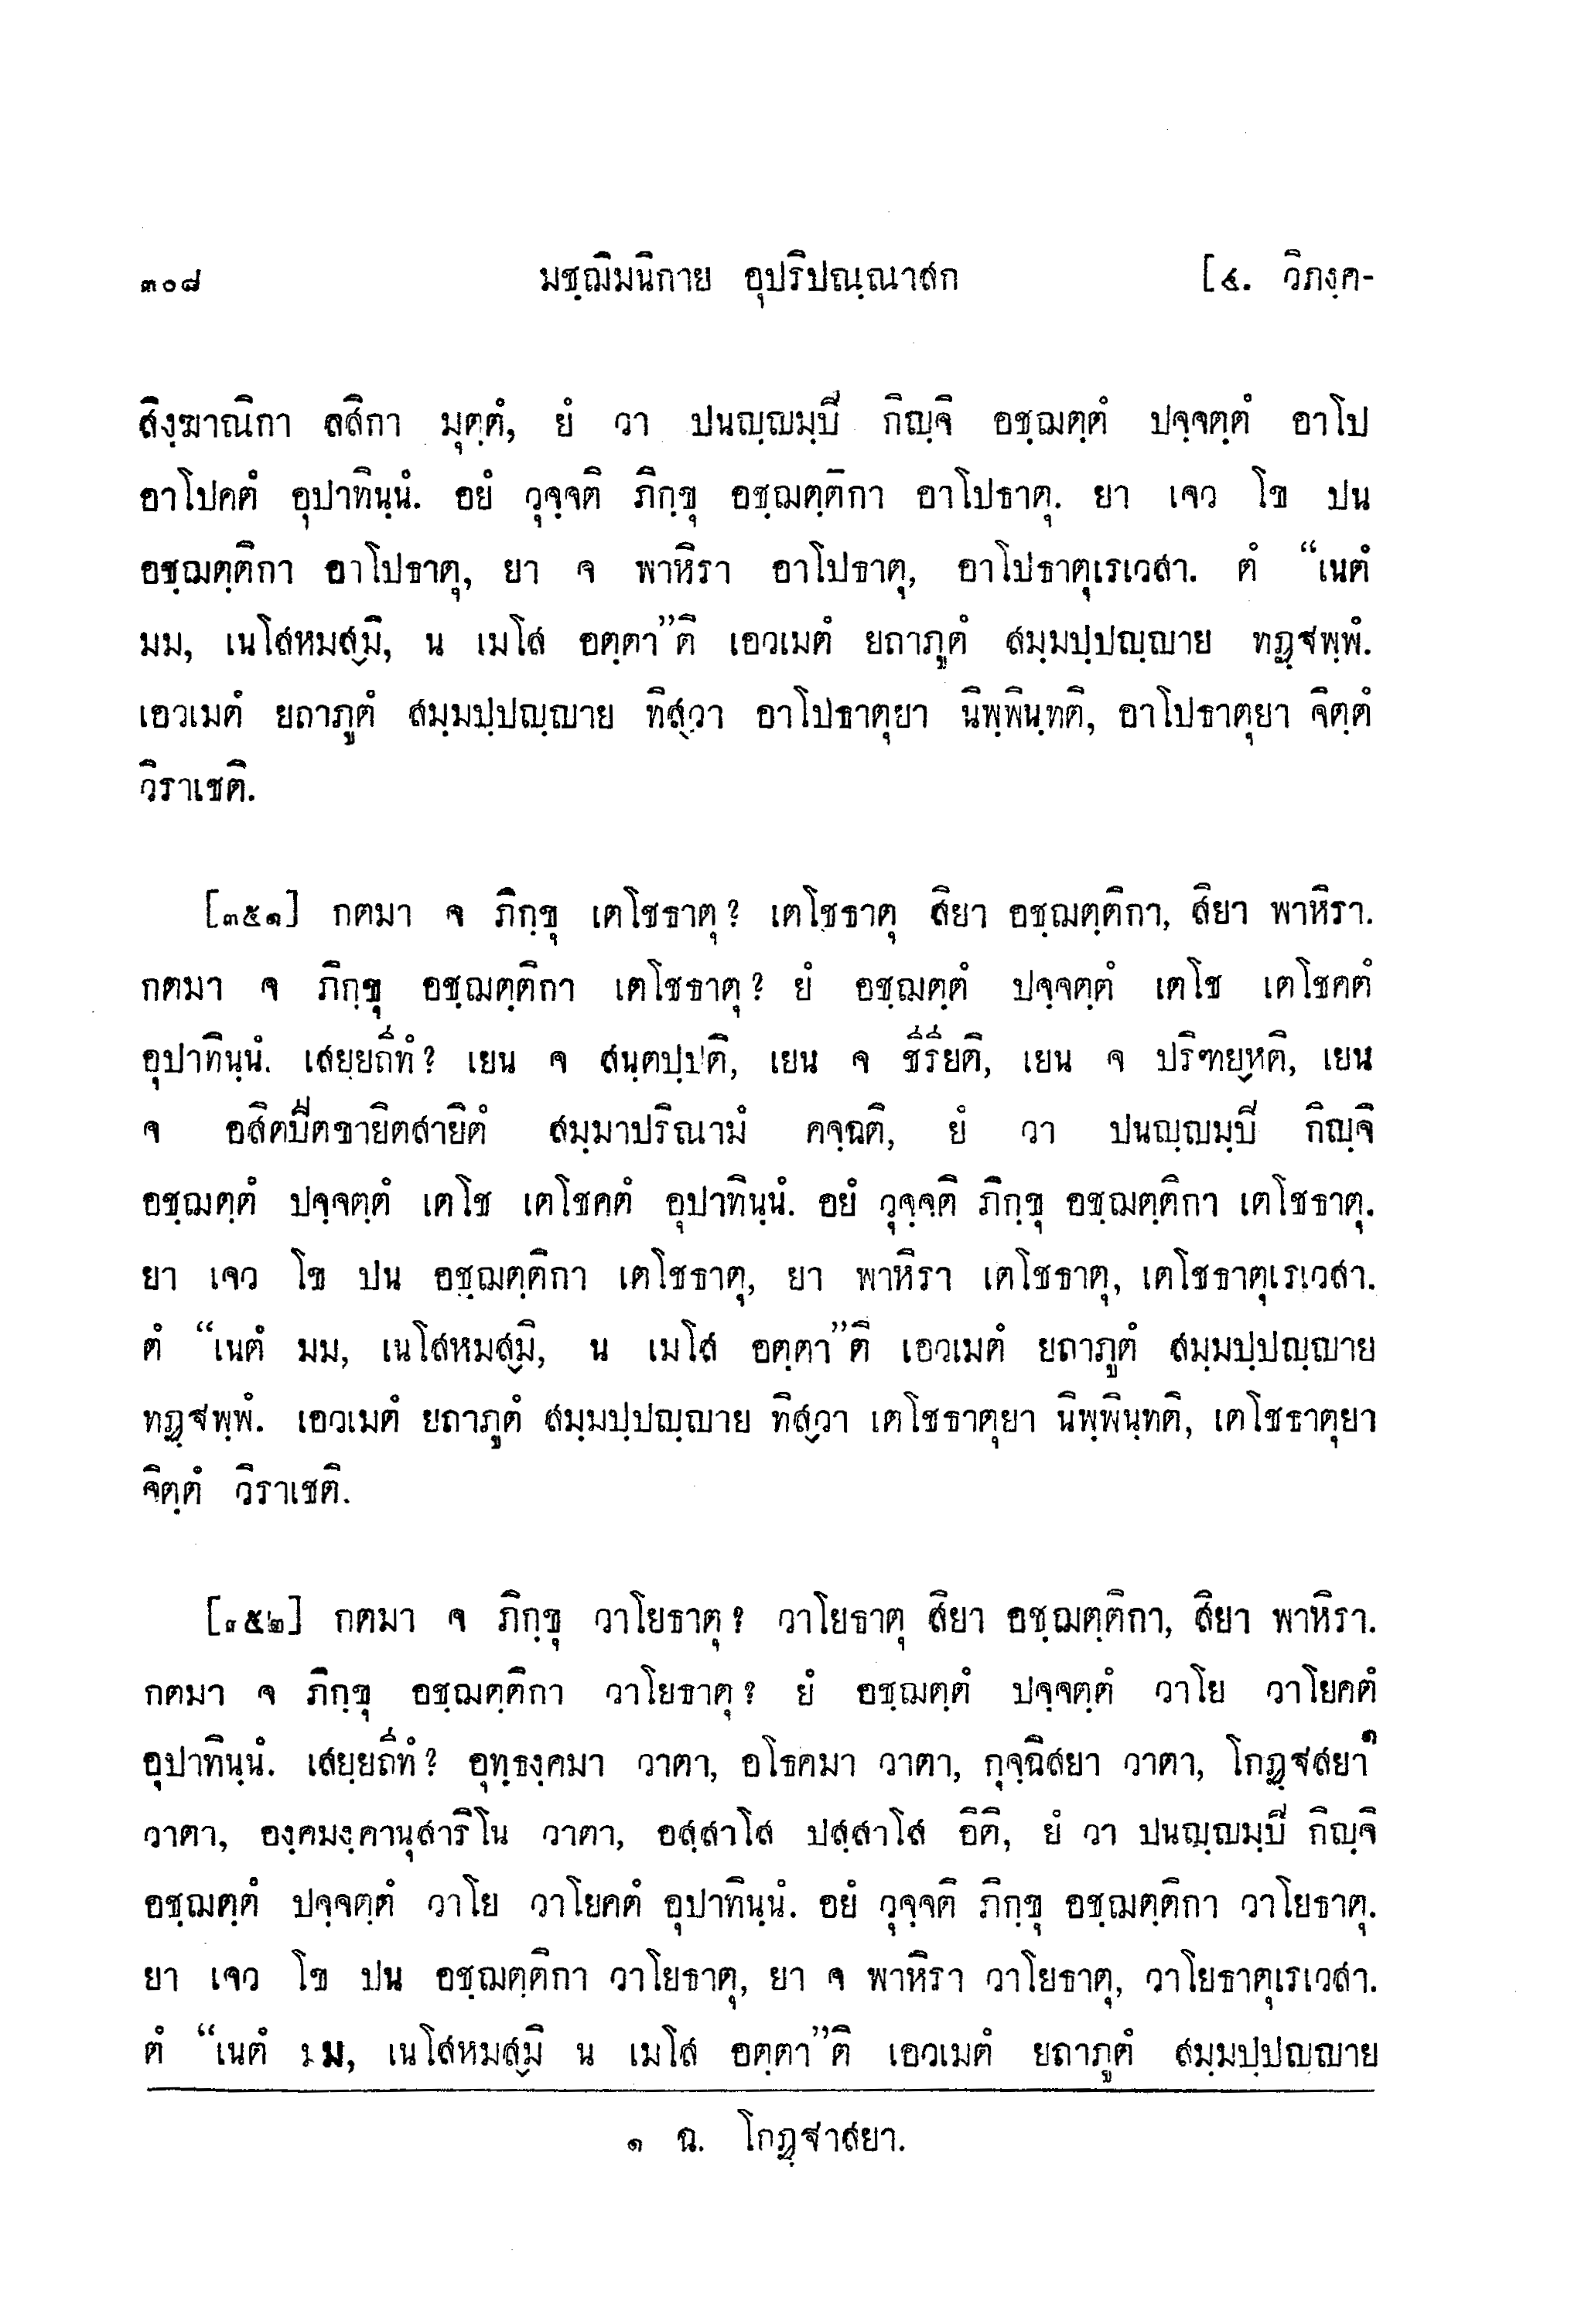 ๓๐๘ มชฺฌิมนิกาย อุปริปณฺณาสก [๔. วิภงฺค-
สิงฺฆาณิกา ลสิกา มุตฺตํ, ยํ วา ปนญฺญมฺปิ กิญฺจิ อชฺฌตฺตํ ปจฺจตฺตํ อาโป
อาโปคตํ อุปาทินฺนํ. อยํ วุจฺจติ ภิกฺขุ อชฺฌตฺติกา อาโปธาตุ. ยา เจว โข ปน
อชฺฌตฺติกา อาโปธาตุ, ยา จ พาหิรา อาโปธาตุ, อาโปธาตุเรเวสา. ตํ “เนตํ
มม, เนโสหมสฺมิ, น เมโส อตฺตา”ติ เอวเมตํ ยถาภูตํ สมฺมปฺปญฺญาย ทฏฺฐพฺพํ.
เอวเมตํ ยถาภูตํ สมฺมปฺปญฺญาย ทิสฺวา อาโปธาตุยา นิพฺพินฺทติ, อาโปธาตุยา จิตฺตํ
วิราเชติ.
[๓๕๑] กตมา จ ภิกฺขุ เตโชธาตุ? เตโชธาตุ สิยา อชฺฌตฺติกา, สิยา พาหิรา.
กตมา จ ภิกฺขุ อชฺฌตฺติกา เตโชธาตุ? ยํ อชฺฌตฺตํ ปจฺจตฺตํ เตโช เตโชคตํ
อุปาทินฺนํ. เสยฺยถีทํ? เยน จ สนฺตปฺปติ, เยน จ ชีรียติ, เยน จ ปริฑยฺหติ, เยน
จ อสิตปีตขายิตสายิตํ สมฺมาปริณามํ คจฺฉติ, ยํ วา ปนญฺญมฺปิ กิญฺจิ
อชฺฌตฺตํ ปจฺจตฺตํ เตโช เตโชคตํ อุปาทินฺนํ. อยํ วุจฺจติ ภิกฺขุ อชฺฌตฺติกา เตโชธาตุ.
ยา เจว โข ปน อชฺฌตฺติกา เตโชธาตุ, ยา พาหิรา เตโชธาตุ, เตโชธาตุเรเวสา.
ตํ “เนตํ มม, เนโสหมสฺมิ, น เมโส อตฺตา”ติ เอวเมตํ ยถาภูตํ สมฺมปฺปญฺญาย
ทฏฺฐพฺพํ. เอวเมตํ ยถาภูตํ สมฺมปฺปญฺญาย ทิสฺวา เตโชธาตุยา นิพฺพินฺทติ, เตโชธาตุยา
จิตฺตํ วิราเชติ.
[๓๕๒] กตมา จ ภิกฺขุ วาโยธาตุ? วาโยธาตุ สิยา อชฺฌตฺติกา, สิยา พาหิรา.
กตมา จ ภิกฺขุ อชฺฌตฺติกา วาโยธาตุ? ยํ อชฺฌตฺตํ ปจฺจตฺตํ วาโย วาโยคตํ
อุปาทินฺนํ. เสยฺยถีทํ? อุทฺธงฺคมา วาตา, อโธคมา วาตา, กุจฺฉิสยา วาตา, โกฏฺฐสยา๑
วาตา, องฺคมงฺคานุสาริโน วาตา, อสฺสาโส ปสฺสาโส อิติ, ยํ วา ปนญฺญมฺปิ กิญฺจิ
อชฺฌตฺตํ ปจฺจตฺตํ วาโย วาโยคตํ อุปาทินฺนํ. อยํ วุจฺจติ ภิกฺขุ อชฺฌตฺติกา วาโยธาตุ.
ยา เจว โข ปน อชฺฌตฺติกา วาโยธาตุ, ยา จ พาหิรา วาโยธาตุ, วาโยธาตุเรเวสา.
ตํ “เนตํ มม, เนโสหมสฺมิ น เมโส อตฺตา”ติ เอวเมตํ ยถาภูตํ สมฺมปฺปญฺญาย
๑ ฉ. โกฏฺฐาสยา.